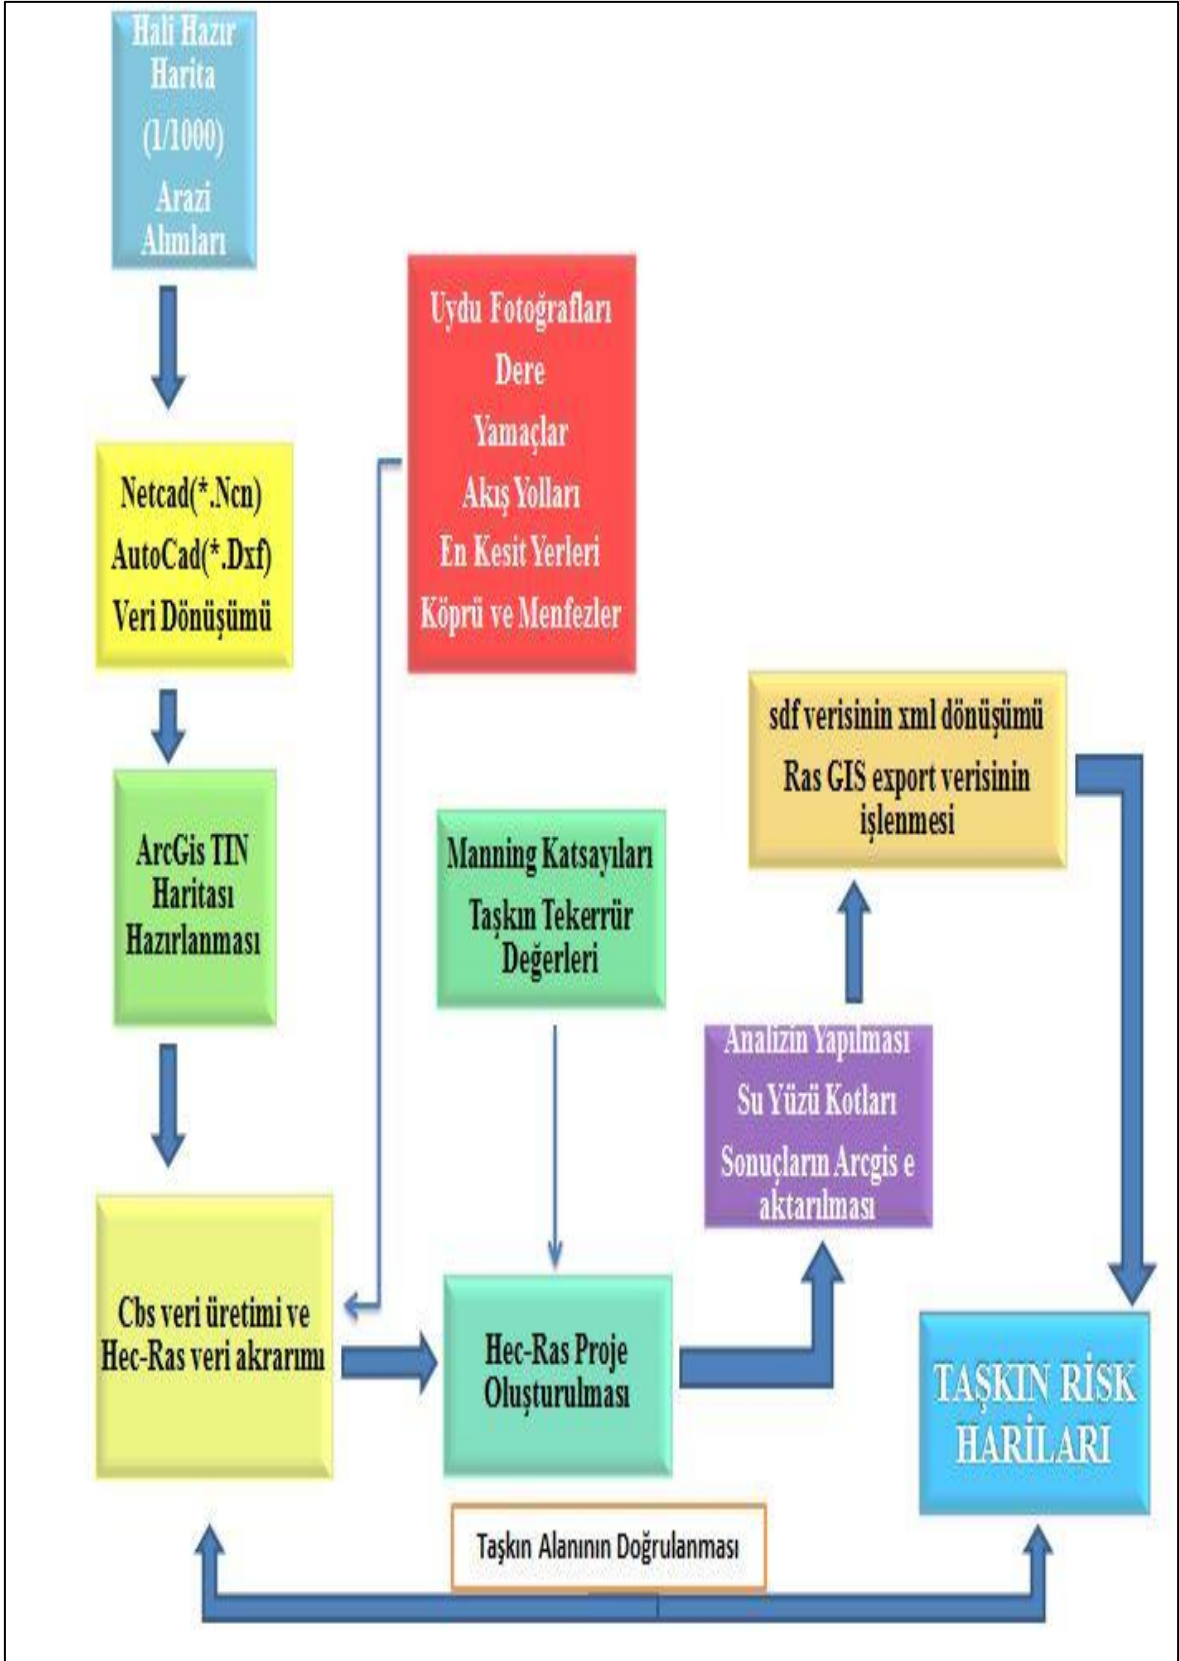 Hali Hazır
Harita
(1/1000)
Arazi
Alımları
Netcad(*.Ncn)
AutoCad(*.Dxf)
Veri Dönüşümü
ArcGis TIN
Haritası
Hazırlanması
Cbs veri üretimi ve
Hec-Ras veri akrarımı
Uydu Fotoğrafları
Dere
Yamaçlar
Akış Yolları
En Kesit Yerleri
Köprü ve Menfezler
Manning Katsayıları
Taşkın Tekerrür
Değerleri
Hec-Ras Proje
Oluşturulması
Analizin Yapılması
Su Yüzü Kotları
Sonuçların Arcgis e
aktarılması
sdf verisinin xml dönüşümü
Ras GIS export verisinin
işlenmesi
TAŞKIN RİSK
HARİLARI
Taşkın Alanının Doğrulanması